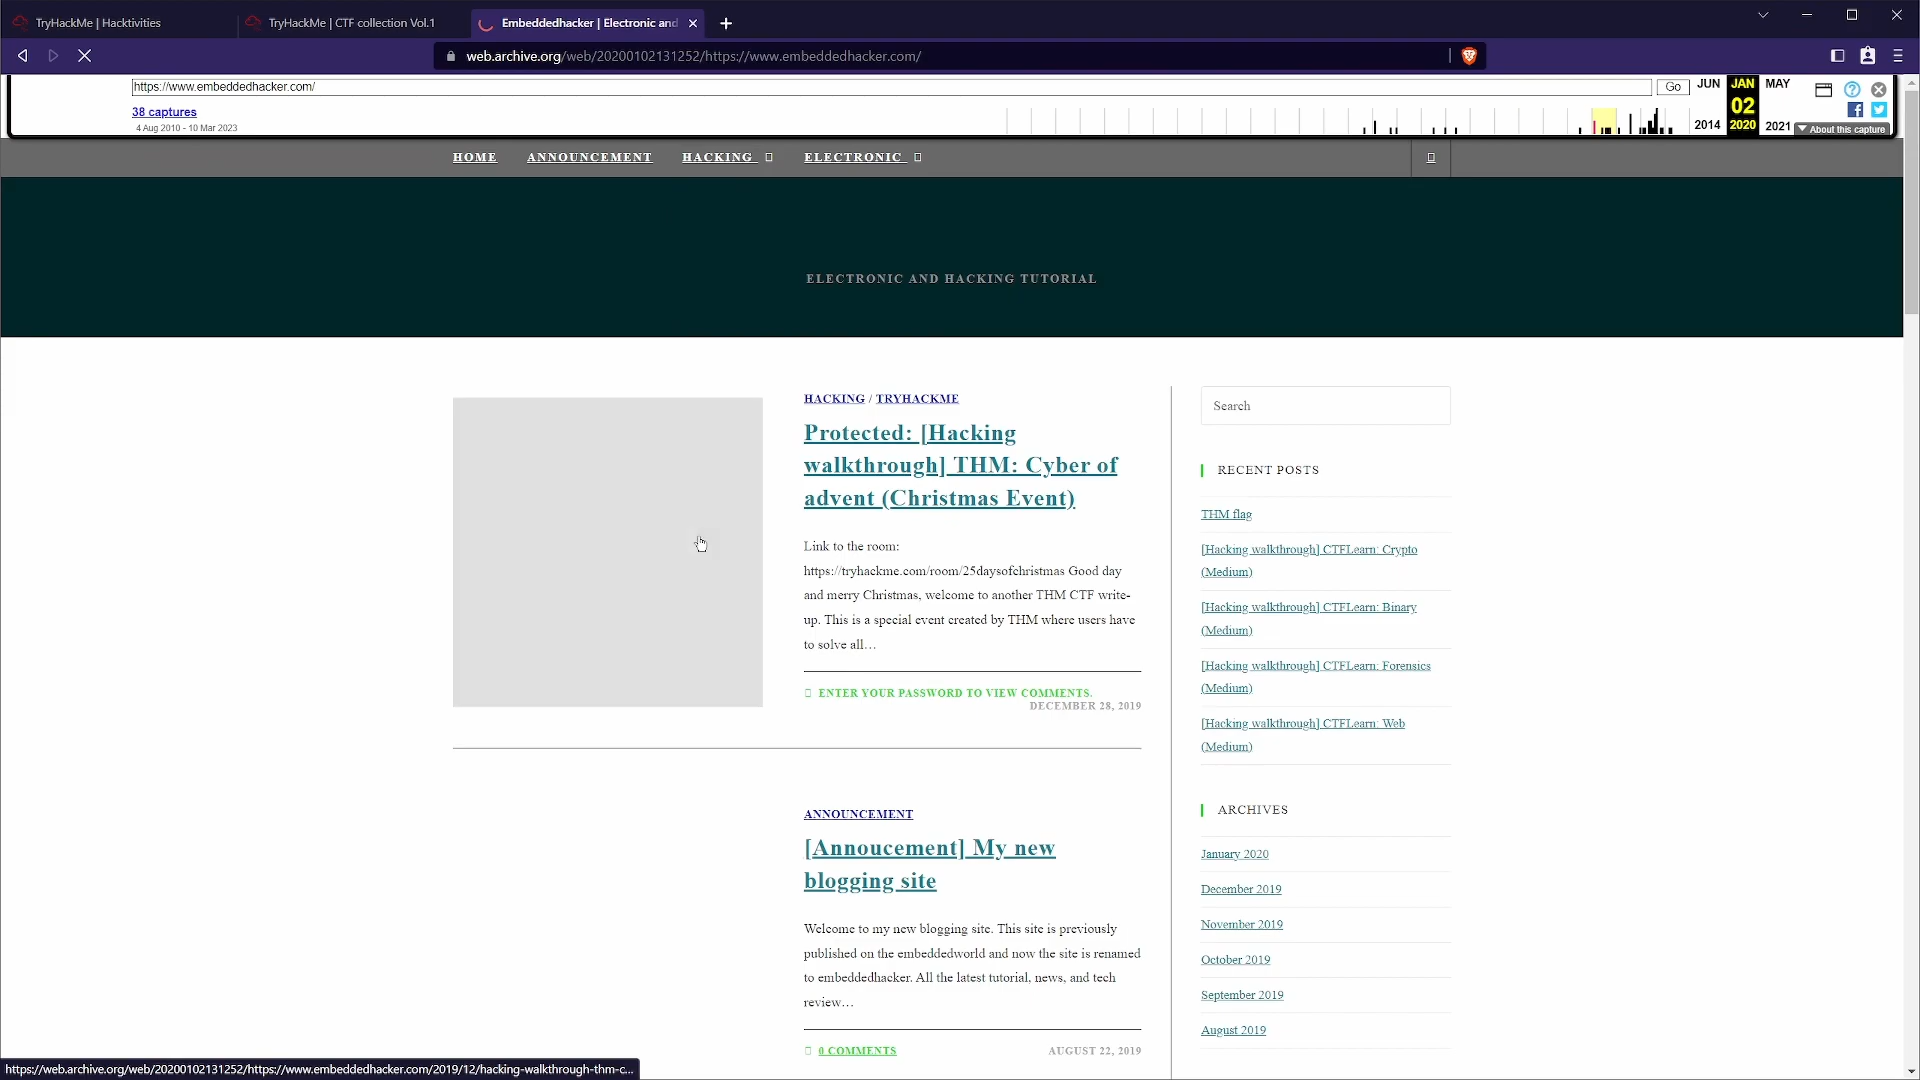 TryHackMe | Hacktivities
TryHackMe | CTF collection Vol.1
Embeddedhacker | Electronic and
web.archive.org/web/20200102131252/https://www.embeddedhacker.com/
https://www.embeddedhacker.com/
Go
JUN
JAN
MAY
38 captures
02
4 Aug 2010 - 10 Mar 2023
2014
2020
2021
About this capture
HOME
ANNOUNCEMENT
HACKING
ELECTRONIC
ELECTRONIC AND HACKING TUTORIAL
HACKING / TRYHACKME
Protected: [Hacking
walkthrough] THM: Cyber of
advent (Christmas Event)
Link to the room:
https://tryhackme.com/room/25daysofchristmas Good day
and merry Christmas, welcome to another THM CTF write-
up. This is a special event created by THM where users have
to solve all…
ENTER YOUR PASSWORD TO VIEW COMMENTS.
DECEMBER 28, 2019
ANNOUNCEMENT
[Annoucement] My new
blogging site
Welcome to my new blogging site. This site is previously
published on the embeddedworld and now the site is renamed
to embeddedhacker. All the latest tutorial, news, and tech
review…
0 COMMENTS
AUGUST 22, 2019
Search
RECENT POSTS
THM flag
[Hacking walkthrough] CTFLearn: Crypto
(Medium)
[Hacking walkthrough] CTFLearn: Binary
(Medium)
[Hacking walkthrough] CTFLearn: Forensics
(Medium)
[Hacking walkthrough] CTFLearn: Web
(Medium)
ARCHIVES
January 2020
December 2019
November 2019
October 2019
September 2019
August 2019
https://web.archive.org/web/20200102131252/https://www.embeddedhacker.com/2019/12/hacking-walkthrough-thm-c...